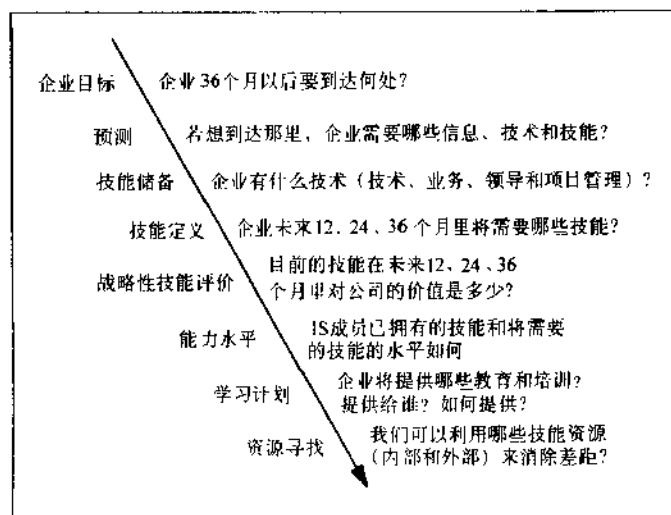 企业目标 企业36个月以后要到达何处?
预测 若想到达那里，企业需要哪些信息、技术和技能?
技能储备 企业有什么技术（技术、业务、领导和项目管理）?
技能定义 企业未来12、24、36个月里将需要哪些技能?
战略性技能评价 目前的技能在未来12、24、36
个月里对公司的价值是多少?
能力水平 IS成员已拥有的技能和将需要
的技能的水平如何
学习计划 企业将提供哪些教育和培训?
提供给谁? 如何提供?
资源寻找 我们可以利用哪些技能资源
（内部和外部）来消除差距?